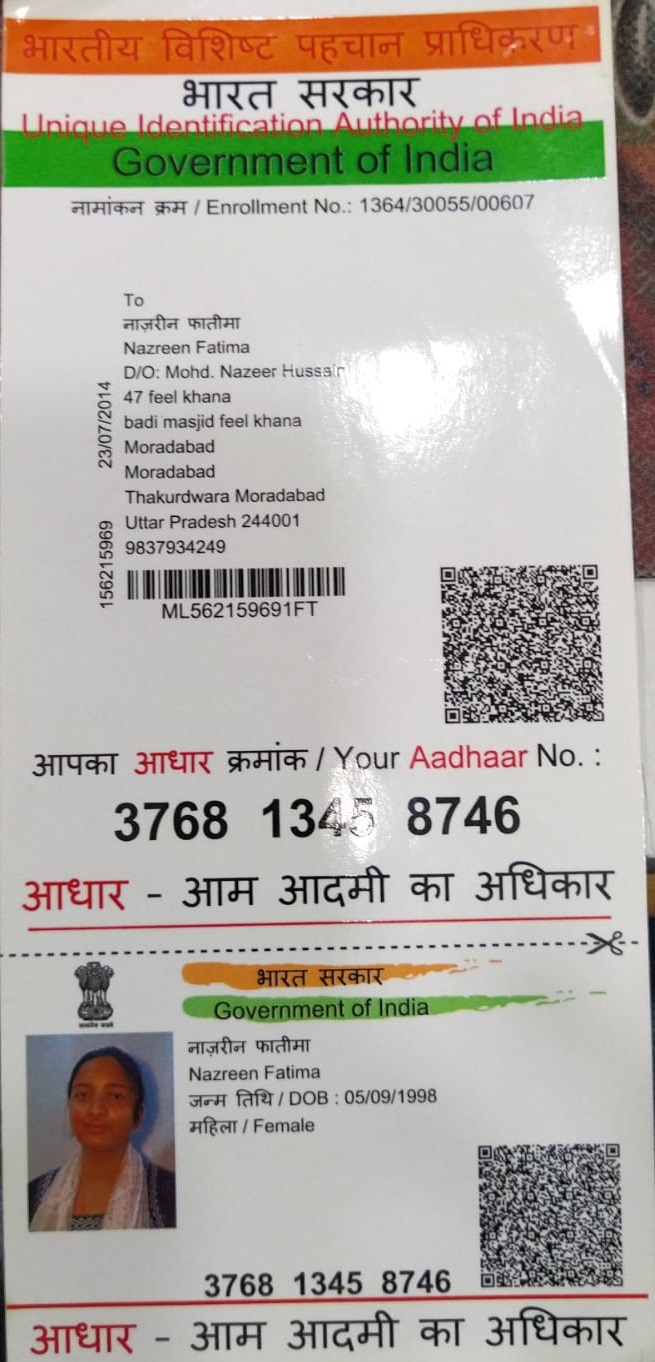 भारतीय विशिष्ट पहचान प्राधिकरण
भारत सरकार
Unique Identification Authority of India
Government of India
नामांकन क्रम / Enrollment No.: 1364/30055/00607
To
नाज़रीन फातीमा
Nazreen Fatima
D/O: Mohd. Nazeer Hussain
47 feel khana
badi masjid feel khana
Moradabad
Moradabad
Thakurdwara Moradabad
Uttar Pradesh 244001
9837934249
23/07/2014
156215969
ML562159691FT
आपका आधार क्रमांक / Your Aadhaar No. :
3768 1345 8746
आधार - आम आदमी का अधिकार
भारत सरकार
Government of India
नाज़रीन फातीमा
Nazreen Fatima
जन्म तिथि / DOB : 05/09/1998
महिला / Female
3768 1345 8746
आधार - आम आदमी का अधिकार